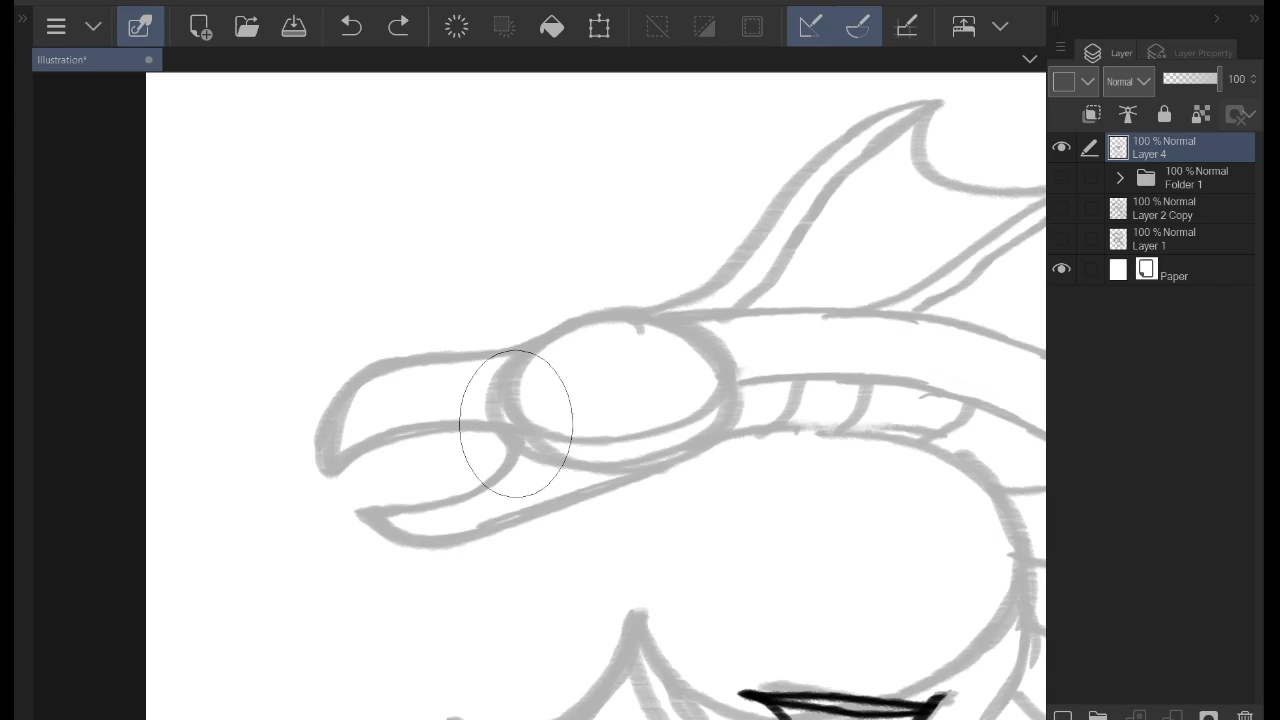 Illustration*
Layer
Layer Property
Normal
100
100 % Normal
Layer 4
100 % Normal
Folder 1
100 % Normal
Layer 2 Copy
100 % Normal
Layer 1
Paper